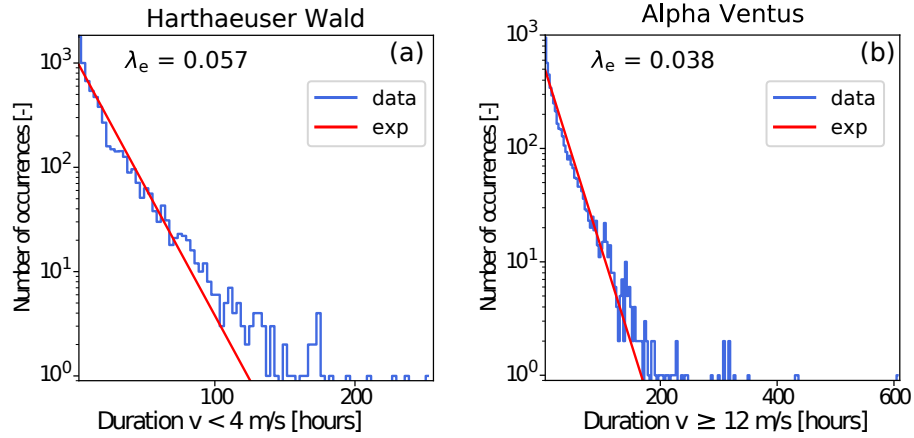 Harthaeuser Wald
(a)
λe = 0.057
data
exp
Number of occurrences [-]
10³
10²
10¹
10⁰
100
200
Duration v < 4 m/s [hours]
Alpha Ventus
(b)
λe = 0.038
data
exp
Number of occurrences [-]
10³
10²
10¹
10⁰
200
400
600
Duration v ≥ 12 m/s [hours]